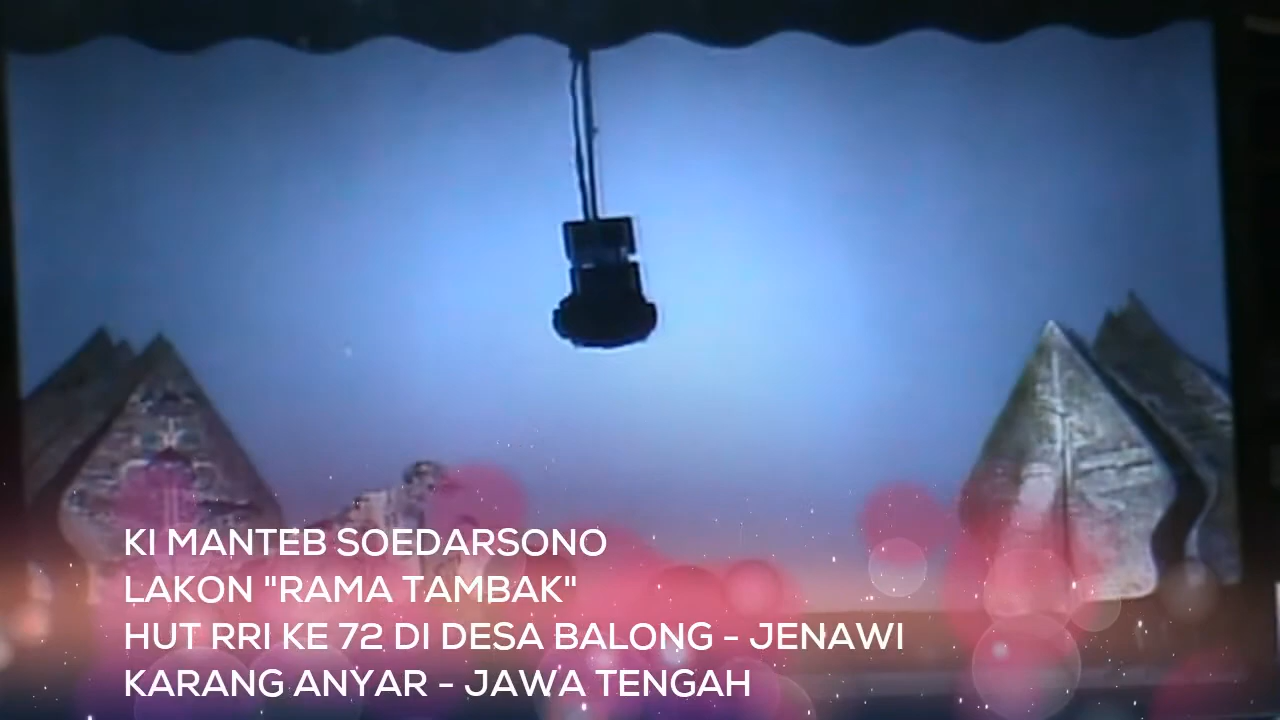 KI MANTEB SOEDARSONO
LAKON "RAMA TAMBAK"
HUT RRI KE 72 DI DESA BALONG - JENAWI
KARANG ANYAR - JAWA TENGAH